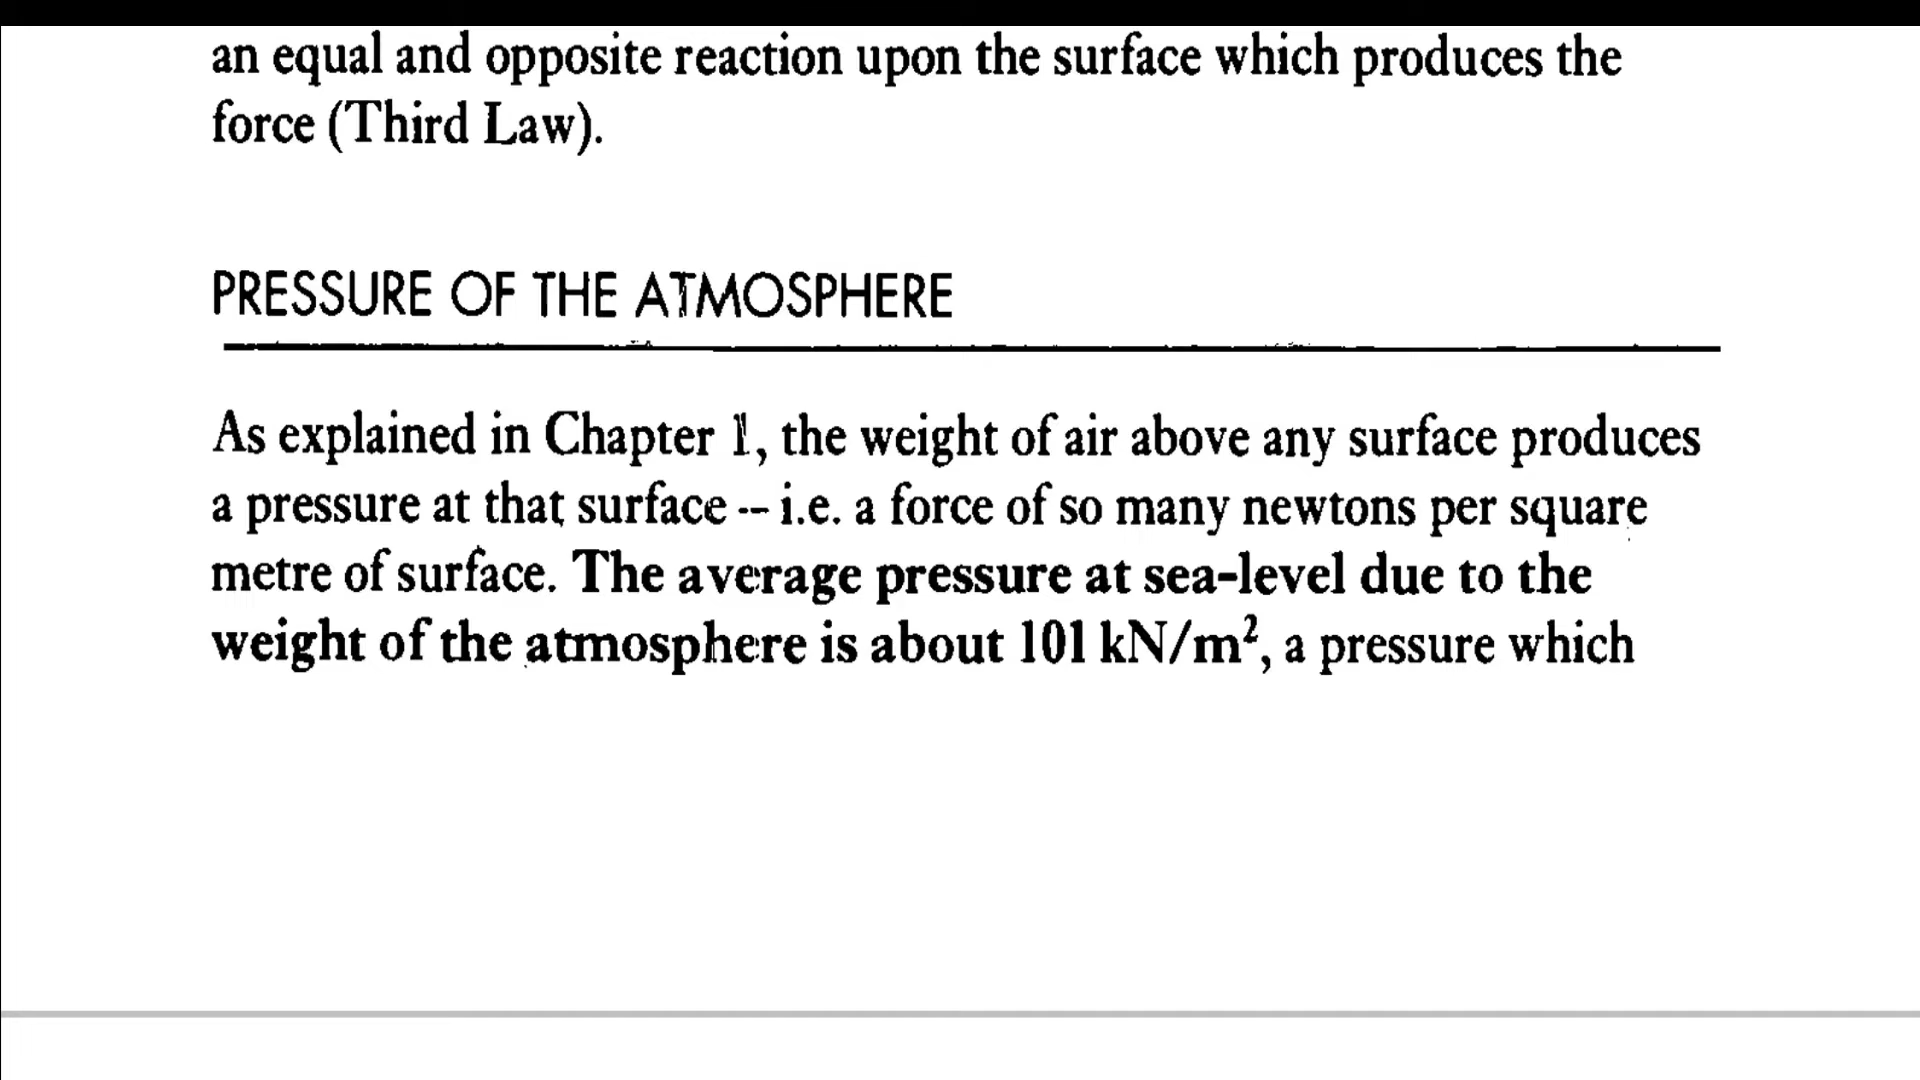 an equal and opposite reaction upon the surface which produces the
force (Third Law).
PRESSURE OF THE ATMOSPHERE
As explained in Chapter 1, the weight of air above any surface produces
a pressure at that surface -- i.e. a force of so many newtons per square
metre of surface. The average pressure at sea-level due to the
weight of the atmosphere is about 101 kN/m², a pressure which